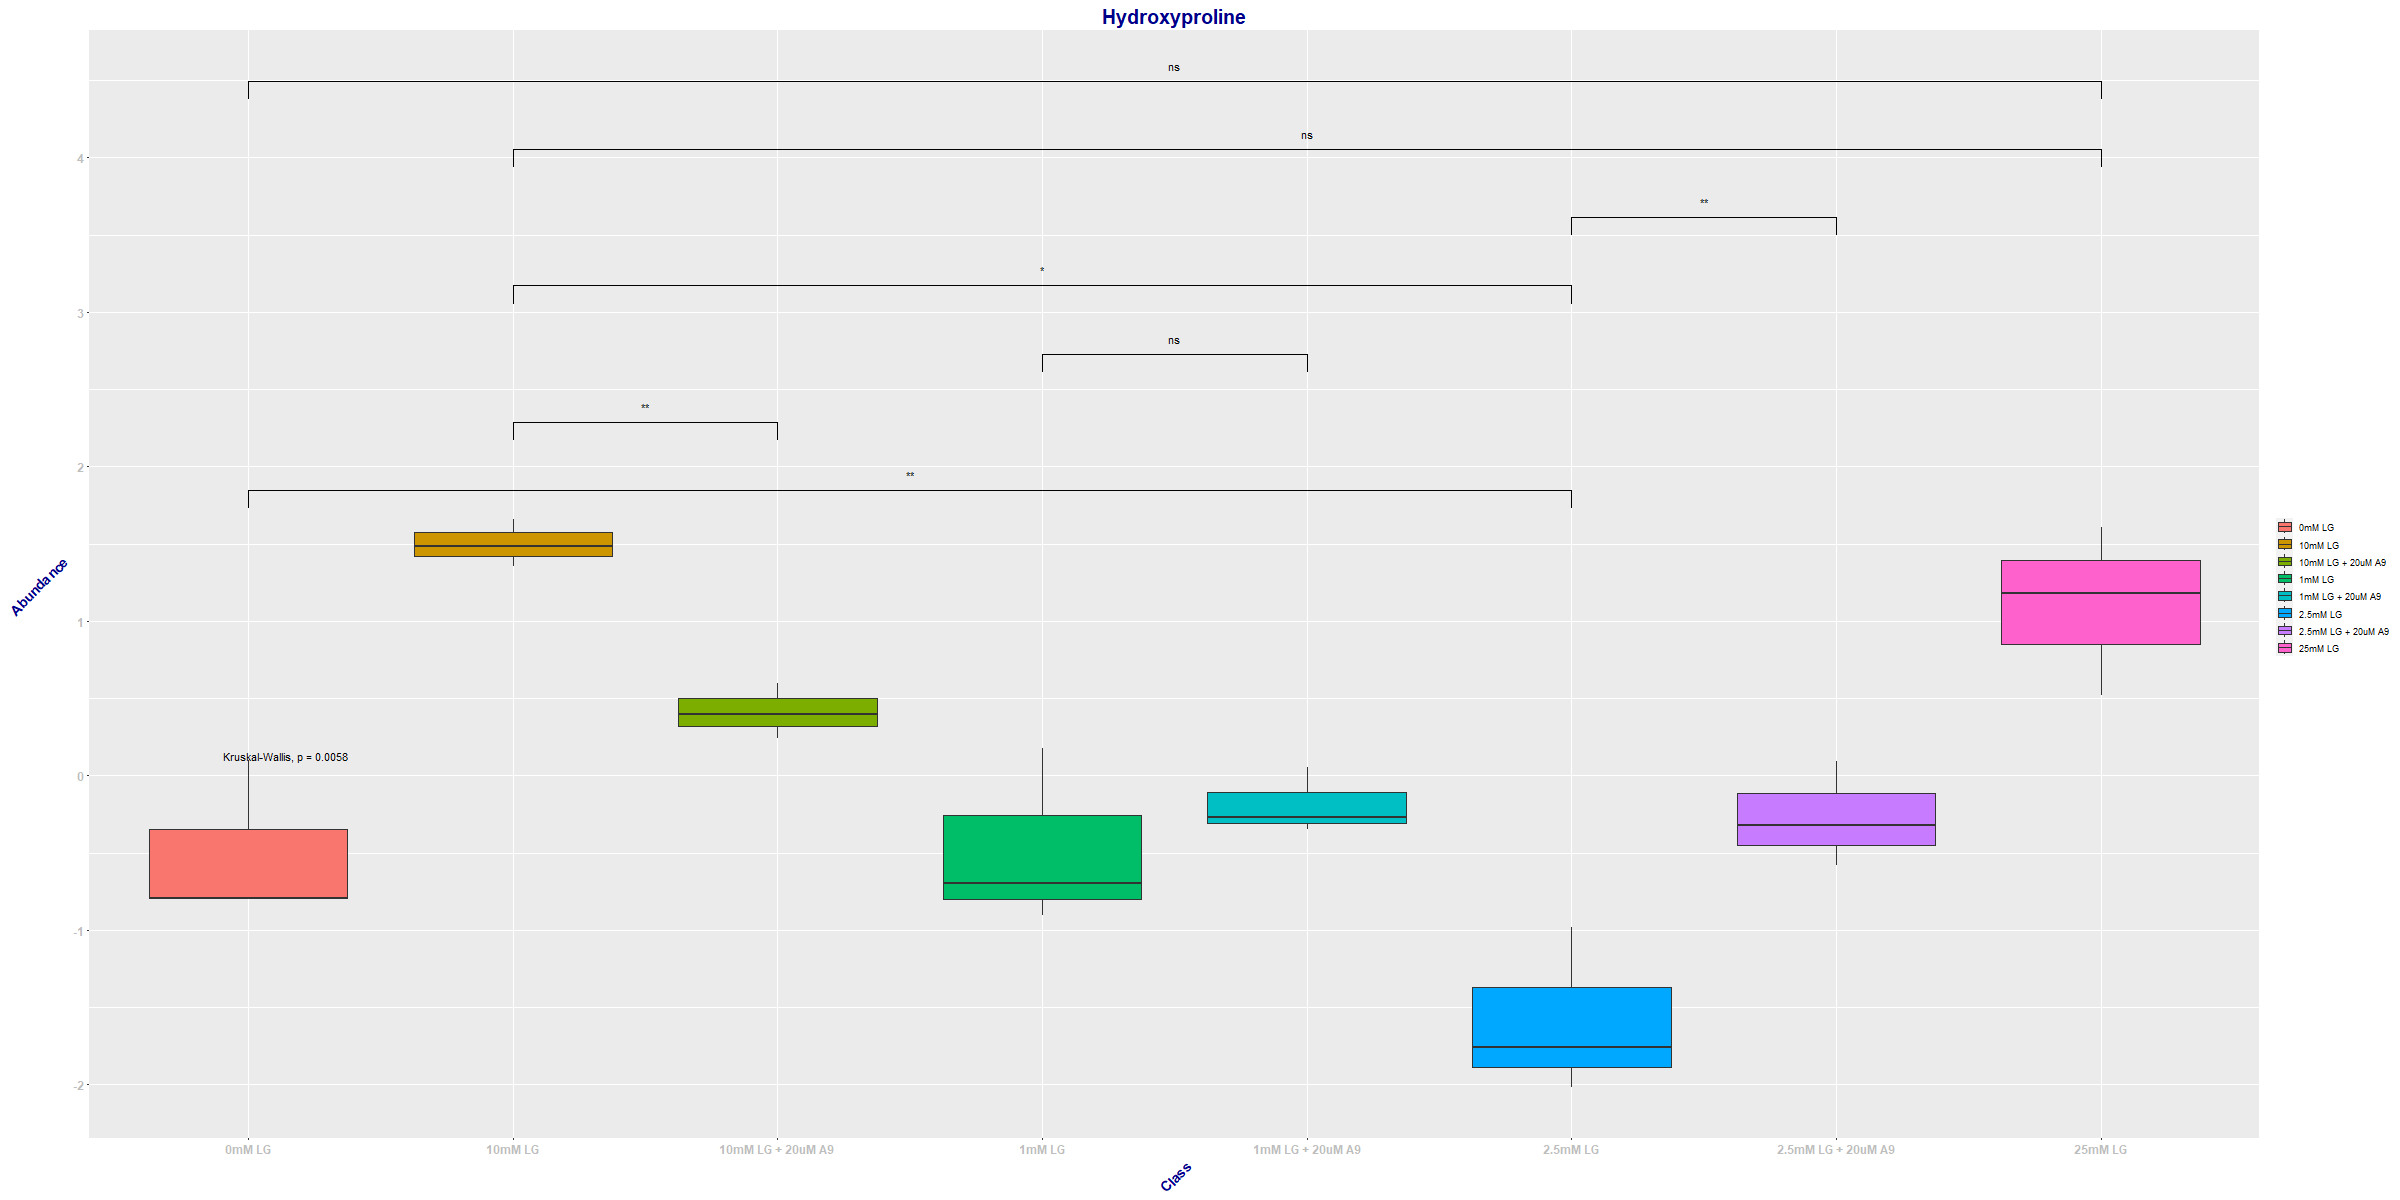 Hydroxyproline
ns
ns
**
*
ns
**
**
Kruskal-Wallis, p = 0.0058
Abundance
4
3
2
1
0
-1
-2
0mM LG
10mM LG
10mM LG + 20uM A9
1mM LG
1mM LG + 20uM A9
2.5mM LG
2.5mM LG + 20uM A9
25mM LG
Class
0mM LG
10mM LG
10mM LG + 20uM A9
1mM LG
1mM LG + 20uM A9
2.5mM LG
2.5mM LG + 20uM A9
25mM LG